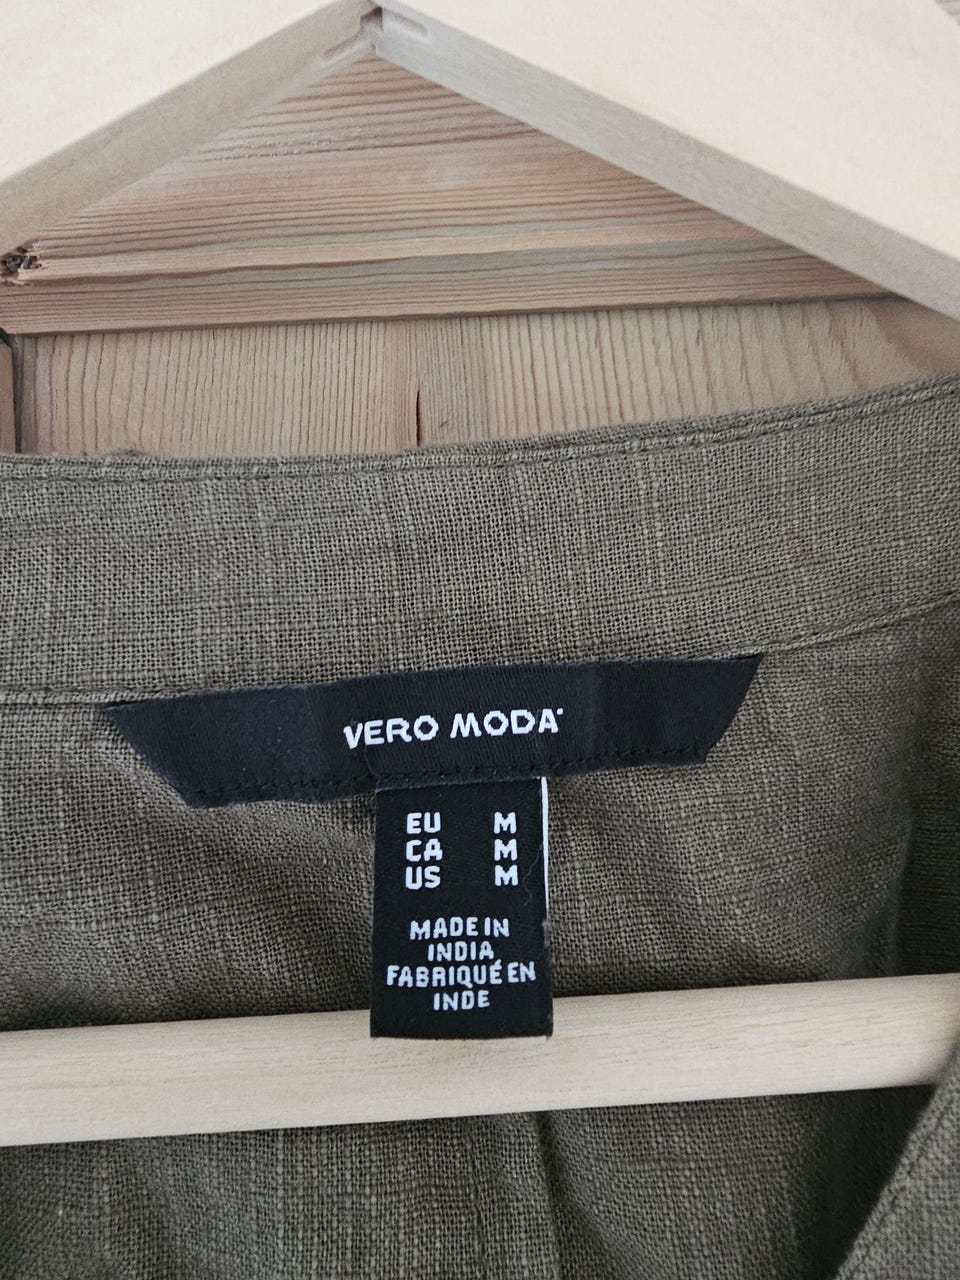 VERO MODA
EU M
CA M
US M
MADE IN
INDIA
FABRIQUÉ EN
INDE